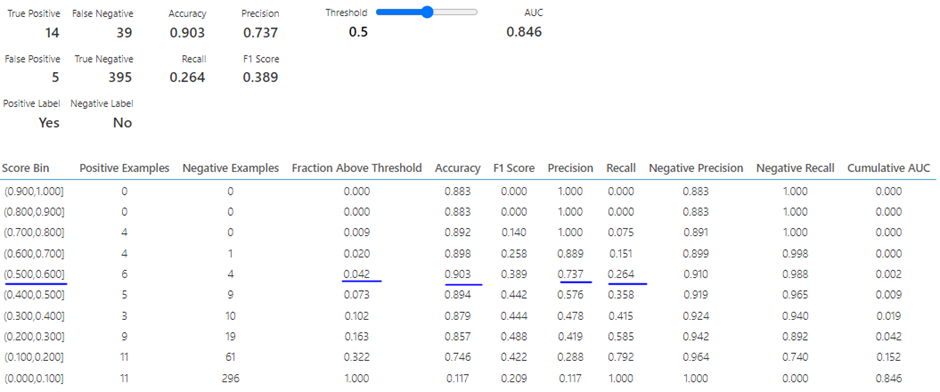 True Positive False Negative Accuracy Precision Threshold AUC
14 39 0.903 0.737 0.5 0.846
False Positive True Negative Recall F1 Score
5 395 0.264 0.389
Positive Label Negative Label
Yes No
Score Bin Positive Examples Negative Examples Fraction Above Threshold Accuracy F1 Score Precision Recall Negative Precision Negative Recall Cumulative AUC
(0.900,1.000] 0 0 0.000 0.883 0.000 1.000 0.000 0.883 1.000 0.000
(0.800,0.900] 0 0 0.000 0.883 0.000 1.000 0.000 0.883 1.000 0.000
(0.700,0.800] 4 0 0.009 0.892 0.140 1.000 0.075 0.891 1.000 0.000
(0.600,0.700] 4 1 0.020 0.898 0.258 0.889 0.151 0.899 0.998 0.000
(0.500,0.600] 6 4 0.042 0.903 0.389 0.737 0.264 0.910 0.988 0.002
(0.400,0.500] 5 9 0.073 0.894 0.442 0.576 0.358 0.919 0.965 0.009
(0.300,0.400] 3 10 0.102 0.879 0.444 0.478 0.415 0.924 0.940 0.019
(0.200,0.300] 9 19 0.163 0.857 0.488 0.419 0.585 0.942 0.892 0.042
(0.100,0.200] 11 61 0.322 0.746 0.422 0.288 0.792 0.964 0.740 0.152
(0.000,0.100] 11 296 1.000 0.117 0.209 0.117 1.000 1.000 0.000 0.846